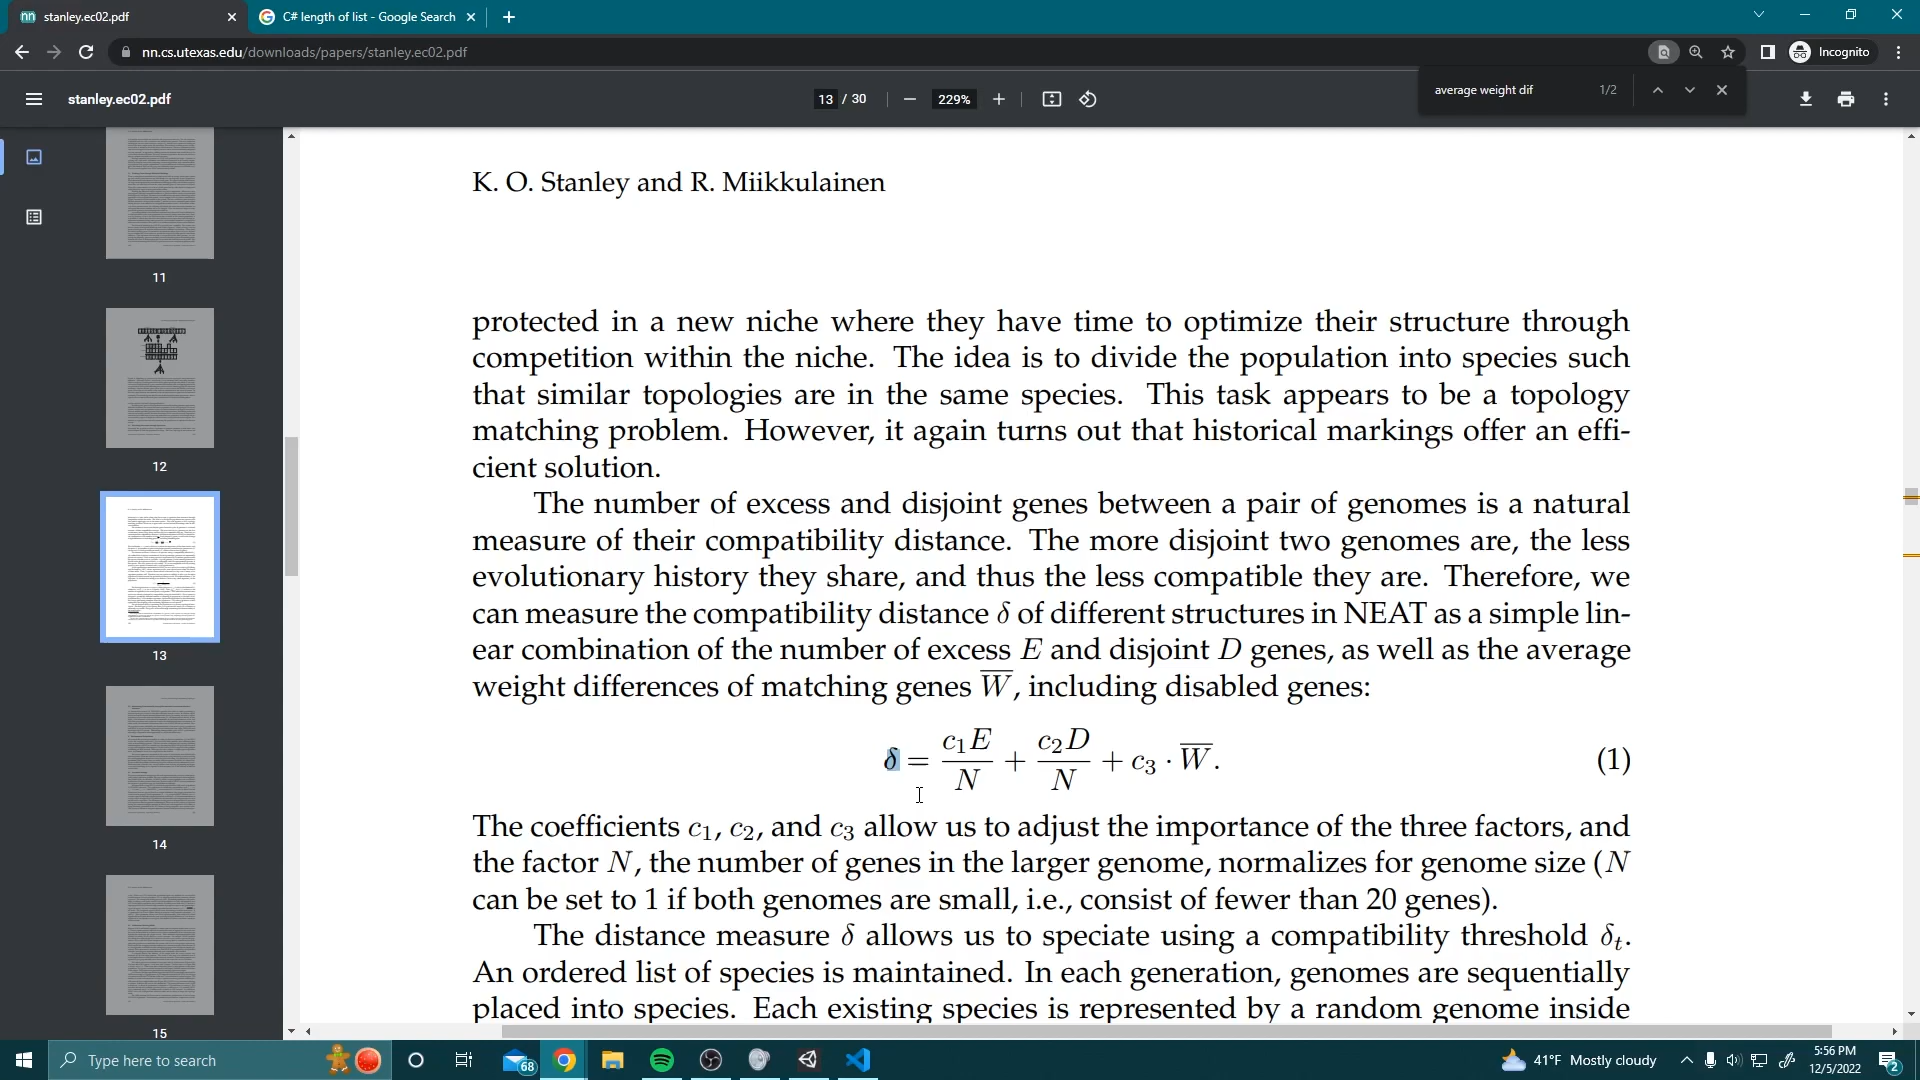 stanley.ec02.pdf
C# length of list - Google Search
nn.cs.utexas.edu/downloads/papers/stanley.ec02.pdf
Incognito
average weight dif
1/2
stanley.ec02.pdf
13 / 30
229%
11
12
13
14
15
K. O. Stanley and R. Miikkulainen
protected in a new niche where they have time to optimize their structure through
competition within the niche. The idea is to divide the population into species such
that similar topologies are in the same species. This task appears to be a topology
matching problem. However, it again turns out that historical markings offer an effi-
cient solution.
The number of excess and disjoint genes between a pair of genomes is a natural
measure of their compatibility distance. The more disjoint two genomes are, the less
evolutionary history they share, and thus the less compatible they are. Therefore, we
can measure the compatibility distance δ of different structures in NEAT as a simple lin-
ear combination of the number of excess E and disjoint D genes, as well as the average
weight differences of matching genes W̅, including disabled genes:
δ = c₁E/N + c₂D/N + c₃ · W̅. (1)
The coefficients c₁, c₂, and c₃ allow us to adjust the importance of the three factors, and
the factor N, the number of genes in the larger genome, normalizes for genome size (N
can be set to 1 if both genomes are small, i.e., consist of fewer than 20 genes).
The distance measure δ allows us to speciate using a compatibility threshold δₜ.
An ordered list of species is maintained. In each generation, genomes are sequentially
placed into species. Each existing species is represented by a random genome inside
Type here to search
68
41°F Mostly cloudy
5:56 PM
12/5/2022
2